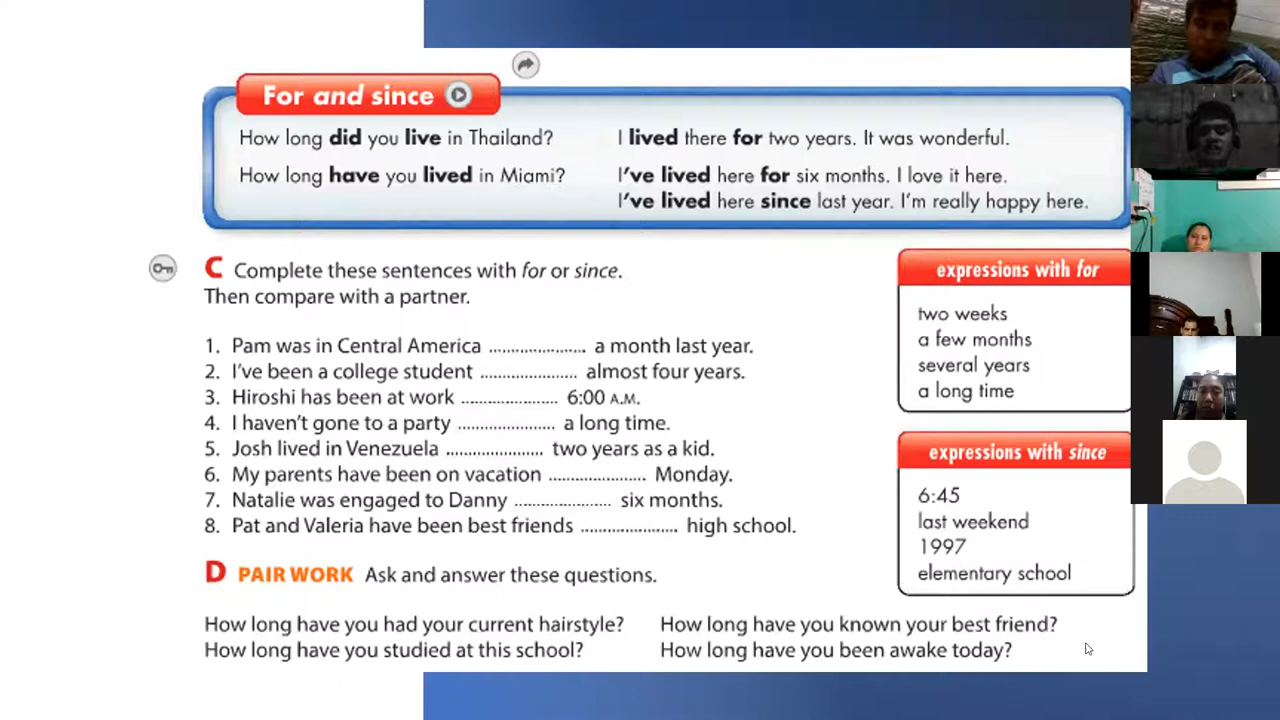 For and since
How long did you live in Thailand? I lived there for two years. It was wonderful.
How long have you lived in Miami? I've lived here for six months. I love it here.
I've lived here since last year. I'm really happy here.
C Complete these sentences with for or since.
Then compare with a partner.
1. Pam was in Central America ..................... a month last year.
2. I've been a college student ..................... almost four years.
3. Hiroshi has been at work ..................... 6:00 A.M.
4. I haven't gone to a party ..................... a long time.
5. Josh lived in Venezuela ..................... two years as a kid.
6. My parents have been on vacation ..................... Monday.
7. Natalie was engaged to Danny ..................... six months.
8. Pat and Valeria have been best friends ..................... high school.
expressions with for
two weeks
a few months
several years
a long time
expressions with since
6:45
last weekend
1997
elementary school
D PAIR WORK Ask and answer these questions.
How long have you had your current hairstyle? How long have you known your best friend?
How long have you studied at this school? How long have you been awake today?